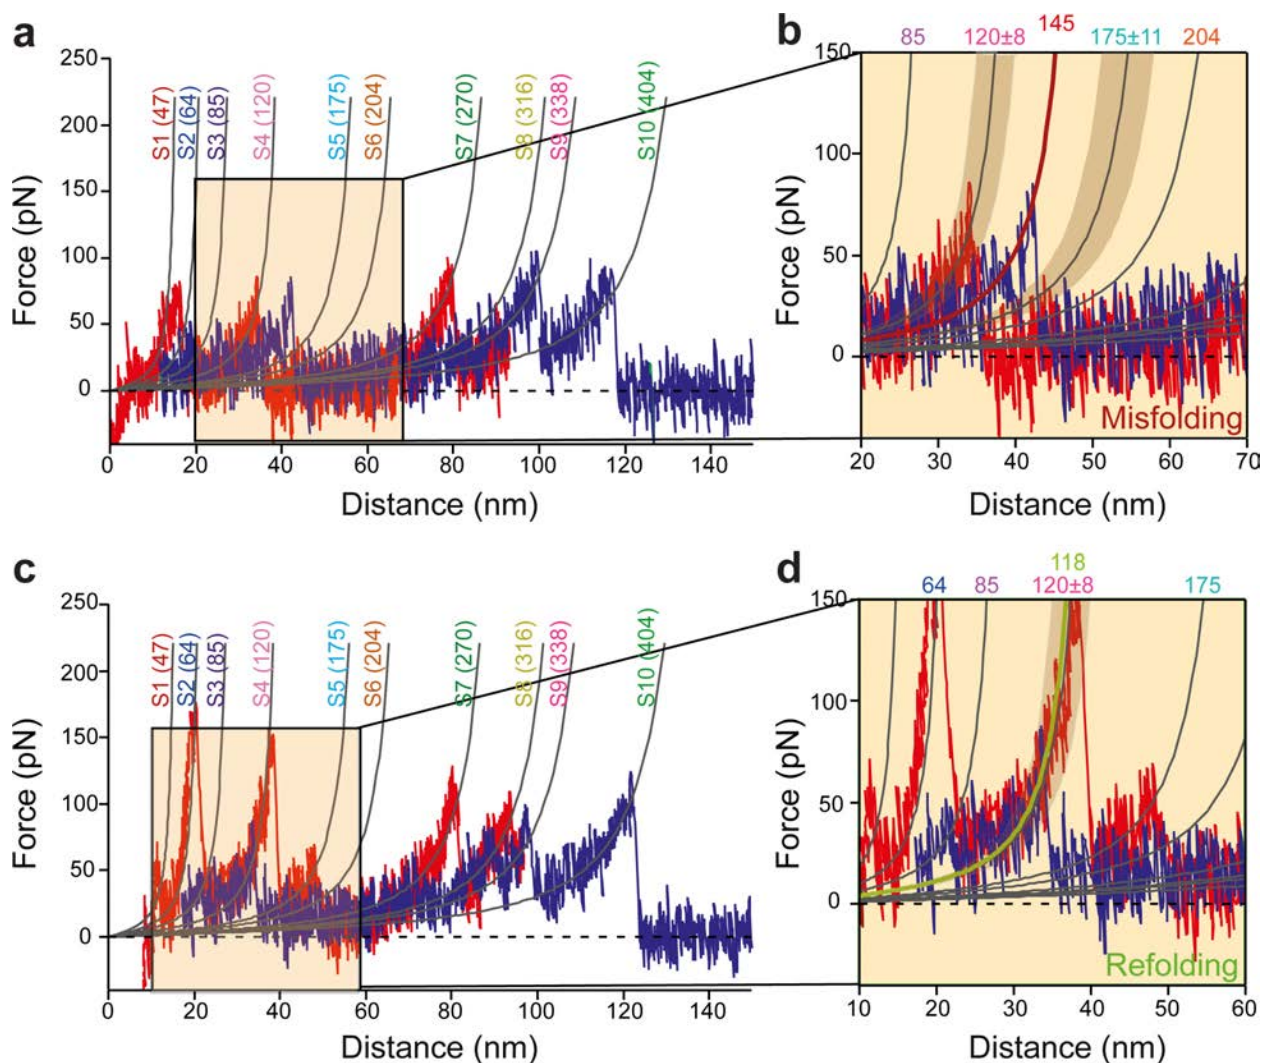 a
250
200
150
100
50
0
Force (pN)
S1 (47)
S2 (64)
S3 (85)
S4 (120)
S5 (175)
S6 (204)
S7 (270)
S8 (316)
S9 (338)
S10 (404)
0 20 40 60 80 100 120 140
Distance (nm)
b
85 120±8 145 175±11 204
150
100
50
0
Force (pN)
Misfolding
20 30 40 50 60 70
Distance (nm)
c
250
200
150
100
50
0
Force (pN)
S1 (47)
S2 (64)
S3 (85)
S4 (120)
S5 (175)
S6 (204)
S7 (270)
S8 (316)
S9 (338)
S10 (404)
0 20 40 60 80 100 120 140
Distance (nm)
d
118
64 85 120±8 175
150
100
50
0
Force (pN)
Refolding
10 20 30 40 50 60
Distance (nm)